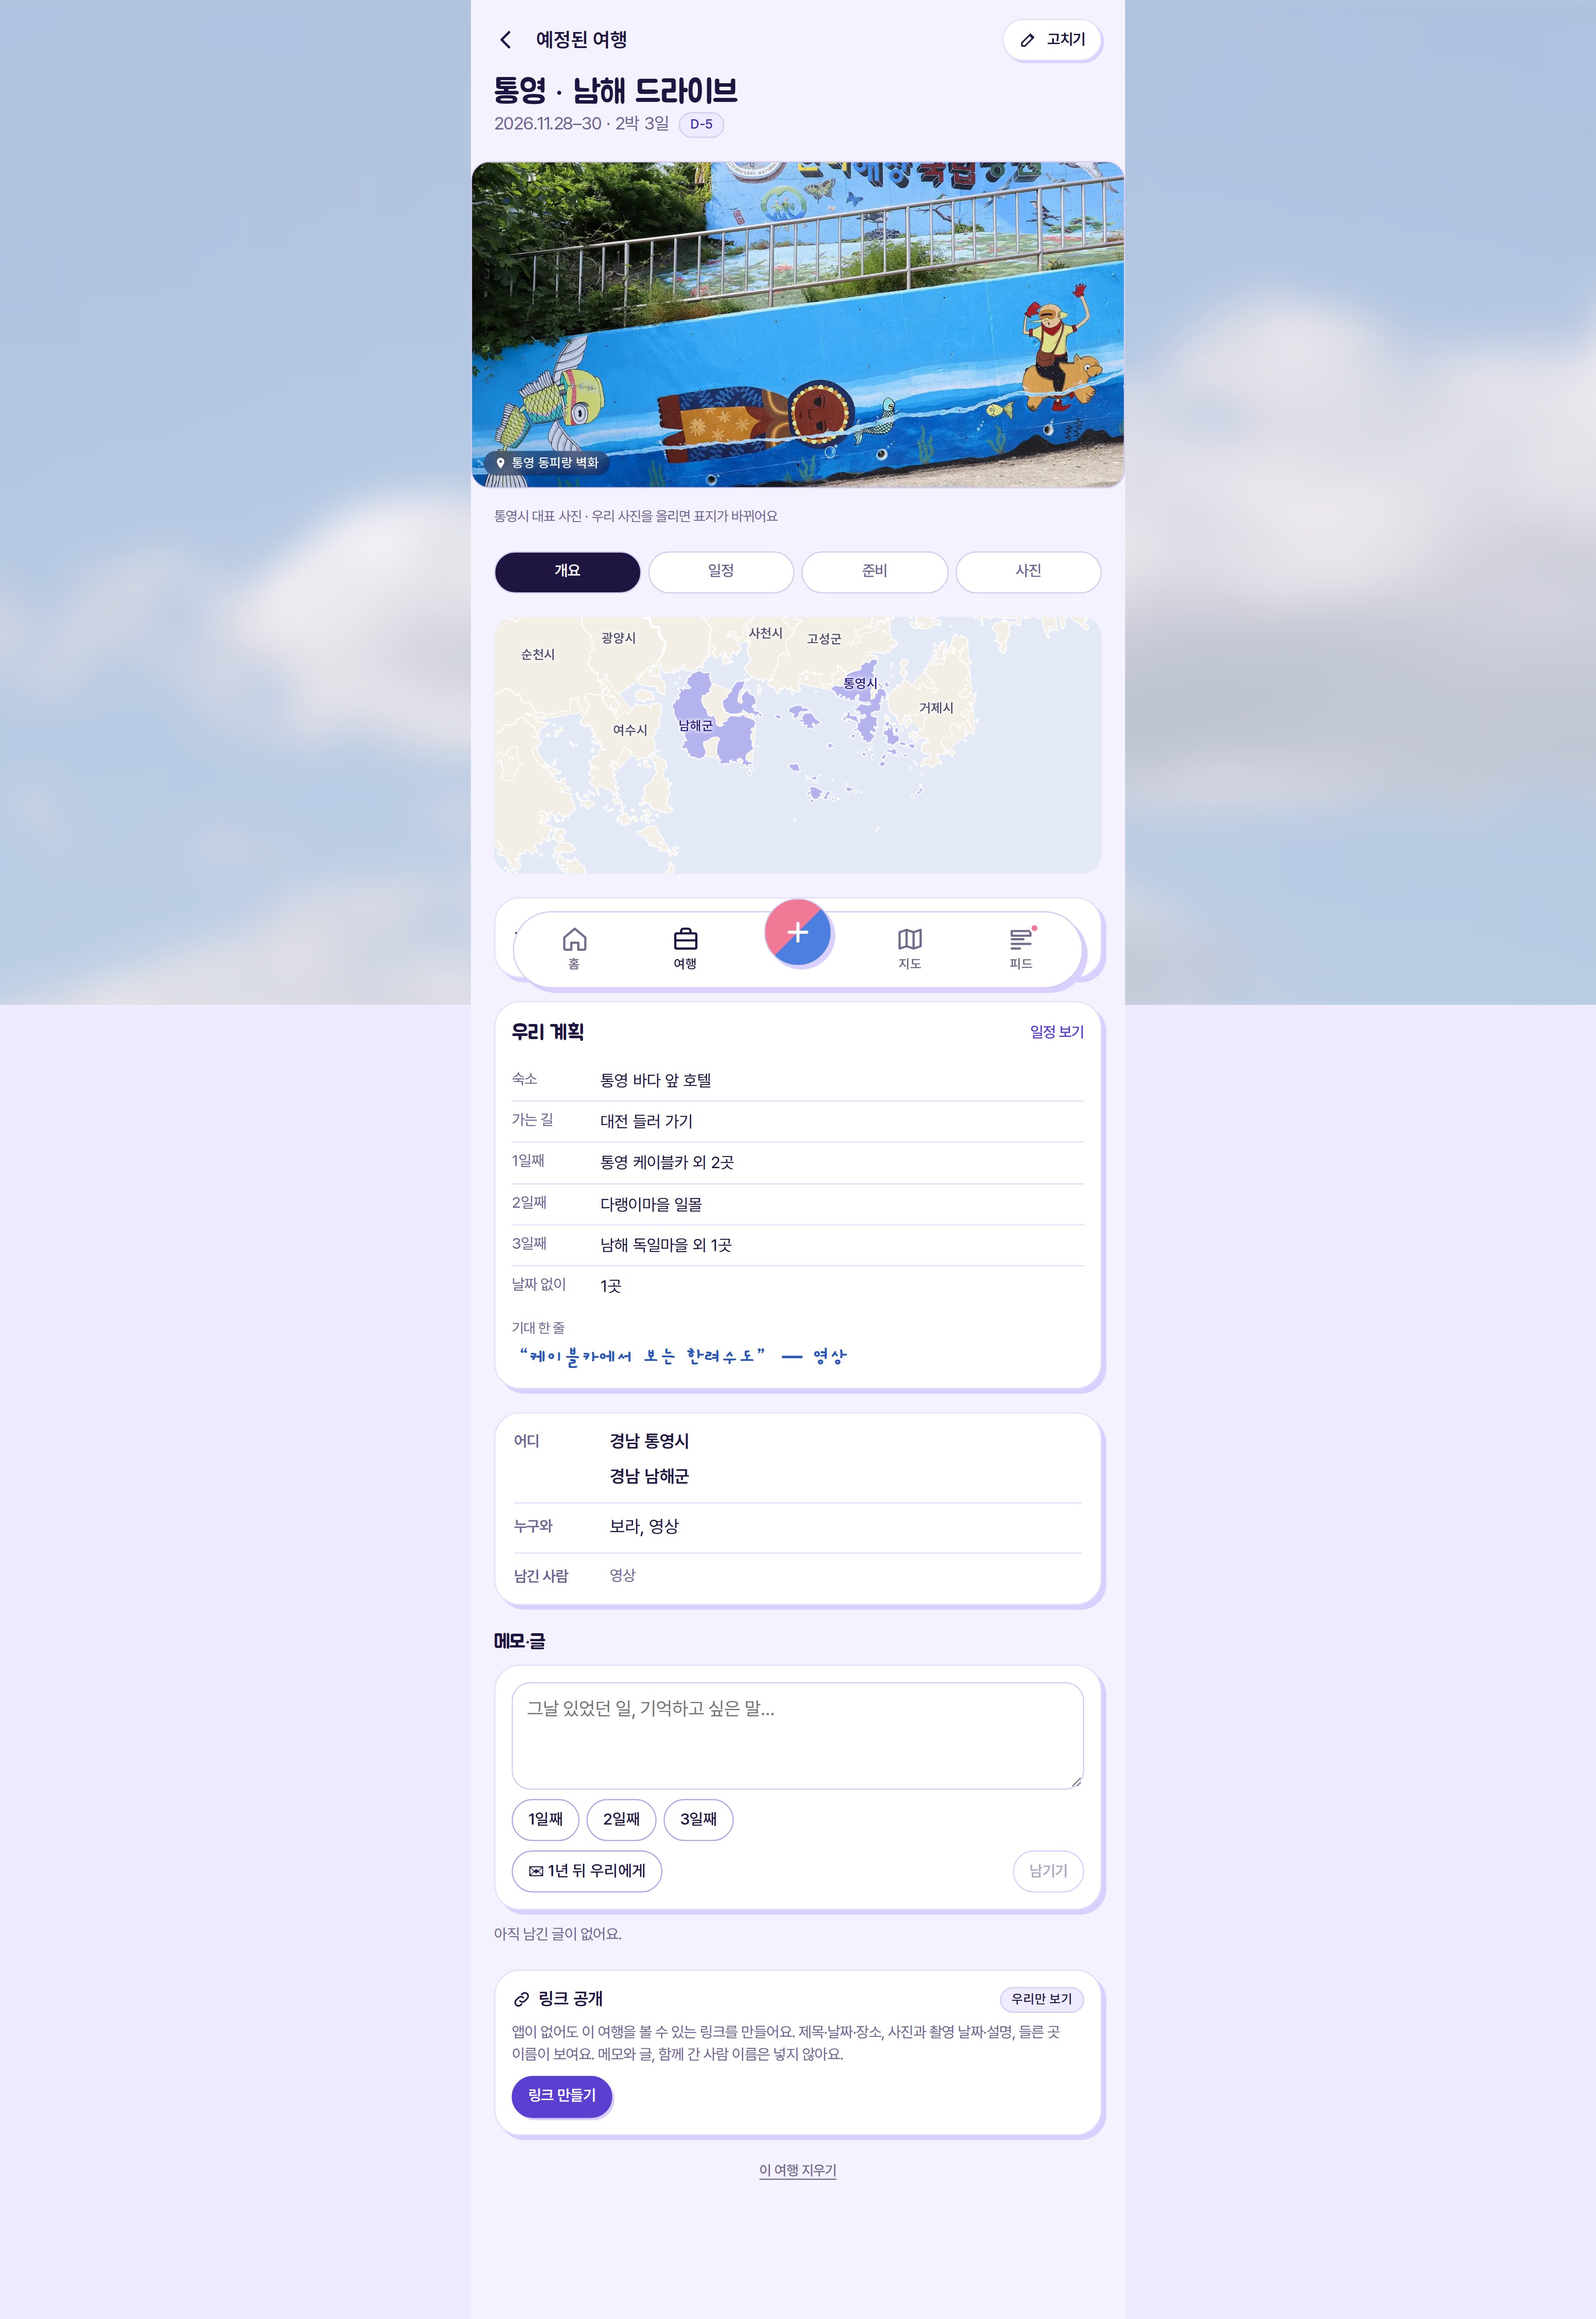 예정된 여행
고치기
통영 · 남해 드라이브
2026.11.28–30 · 2박 3일 D-5
통영 동피랑 벽화
통영시 대표 사진 · 우리 사진을 올리면 표지가 바뀌어요
개요 일정 준비 사진
순천시 광양시 사천시 고성군
통영시
거제시
여수시 남해군
홈 여행 지도 피드
우리 계획 일정 보기
숙소 통영 바다 앞 호텔
가는 길 대전 들러 가기
1일째 통영 케이블카 외 2곳
2일째 다랭이마을 일몰
3일째 남해 독일마을 외 1곳
날짜 없이 1곳
기대 한 줄
“케이블카에서 보는 한려수도” — 영상
어디 경남 통영시
경남 남해군
누구와 보라, 영상
남긴 사람 영상
메모·글
그날 있었던 일, 기억하고 싶은 말...
1일째 2일째 3일째
✉ 1년 뒤 우리에게 남기기
아직 남긴 글이 없어요.
링크 공개 우리만 보기
앱이 없어도 이 여행을 볼 수 있는 링크를 만들어요. 제목·날짜·장소, 사진과 촬영 날짜·설명, 들른 곳
이름이 보여요. 메모와 글, 함께 간 사람 이름은 넣지 않아요.
링크 만들기
이 여행 지우기